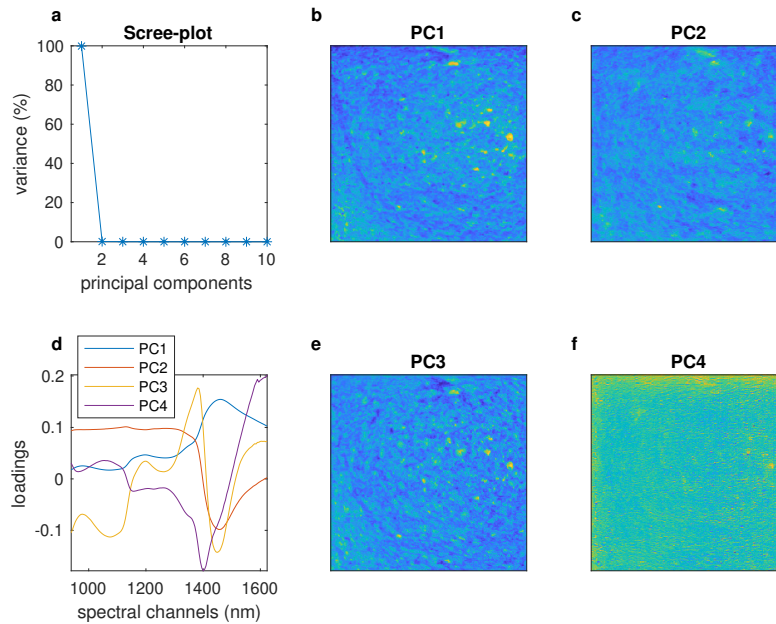 a
Scree-plot
100
80
60
40
20
0
variance (%)
2 4 6 8 10
principal components
b
PC1
c
PC2
d
PC1
PC2
PC3
PC4
0.2
0.1
0
-0.1
loadings
1000 1200 1400 1600
spectral channels (nm)
e
PC3
f
PC4